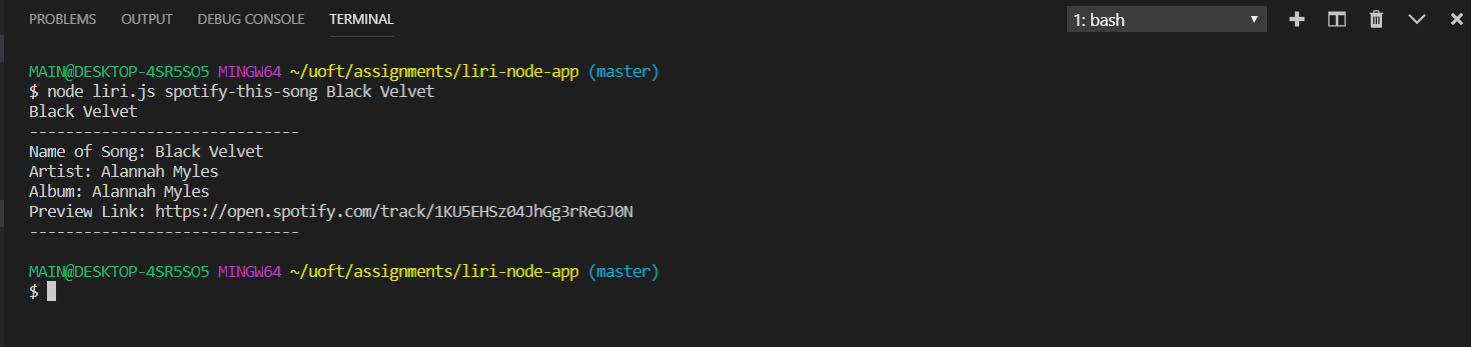 PROBLEMS OUTPUT DEBUG CONSOLE TERMINAL 1: bash
MAIN@DESKTOP-4SR5SO5 MINGW64 ~/uoft/assignments/liri-node-app (master)
$ node liri.js spotify-this-song Black Velvet
Black Velvet
------------------------------
Name of Song: Black Velvet
Artist: Alannah Myles
Album: Alannah Myles
Preview Link: https://open.spotify.com/track/1KU5EHSz04JhGg3rReGJ0N
------------------------------
MAIN@DESKTOP-4SR5SO5 MINGW64 ~/uoft/assignments/liri-node-app (master)
$